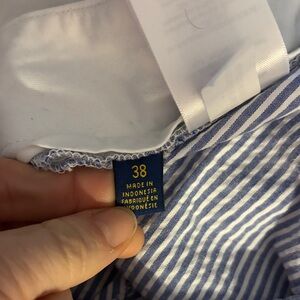 38
MADE IN
INDONESIA
FABRIQUÉ EN
INDONÉSIE